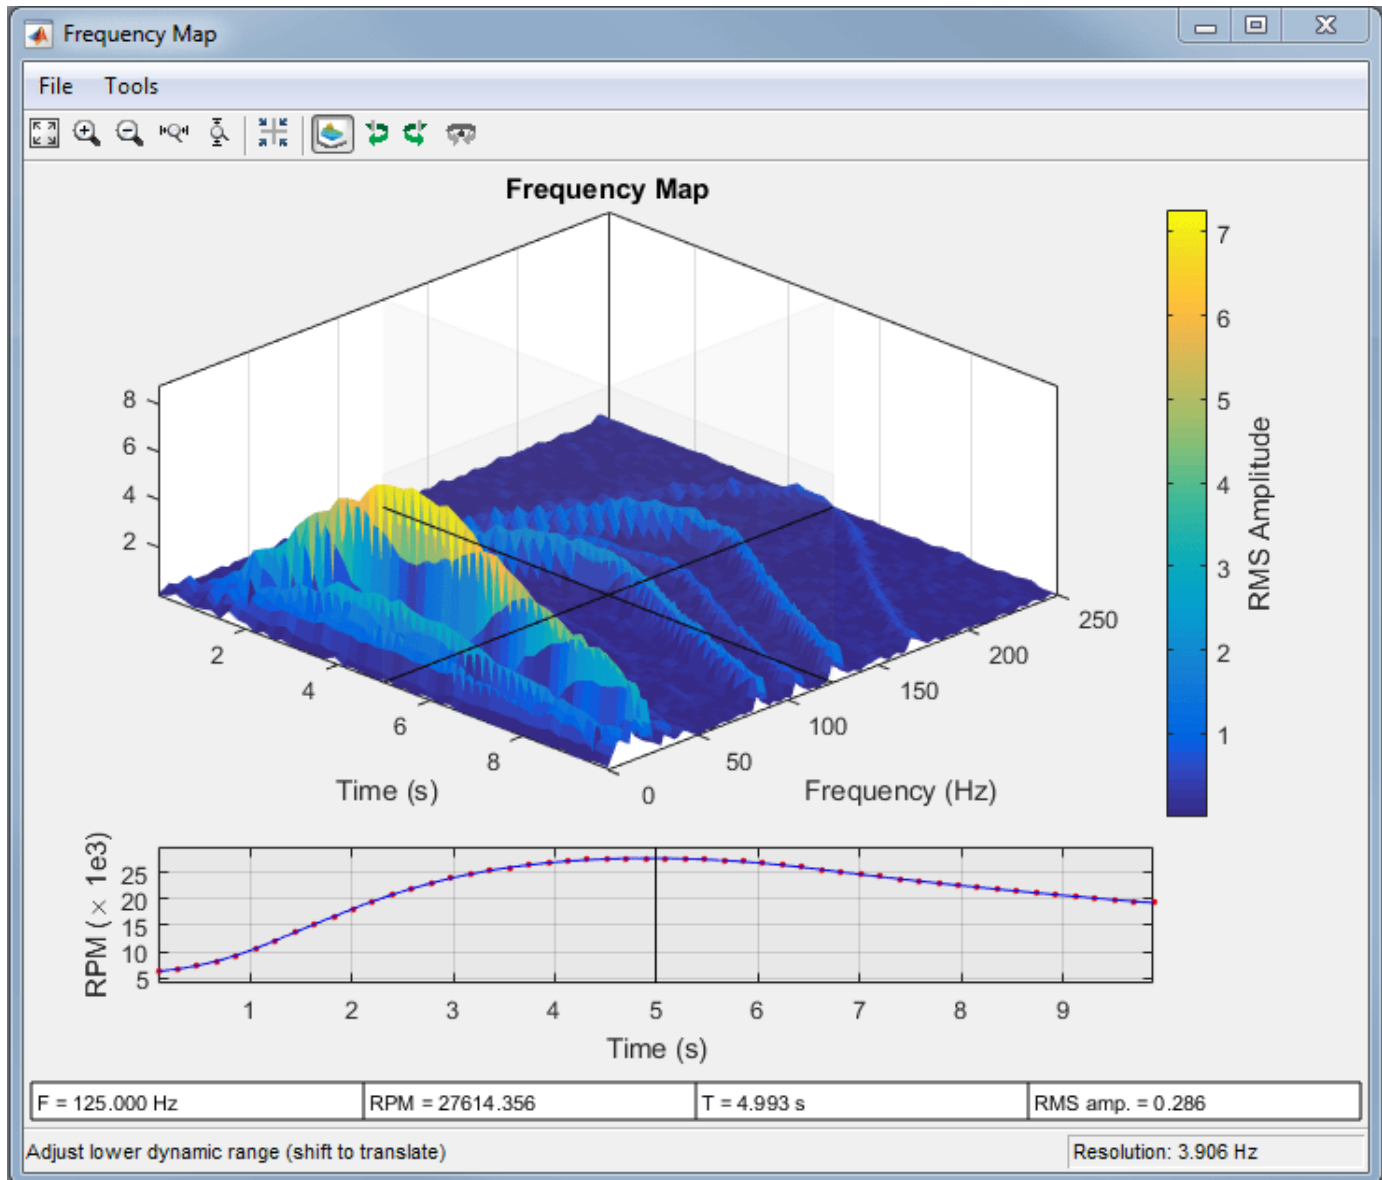 Frequency Map
File Tools
Frequency Map
8
6
4
2
2
4
6
8
Time (s)
0
50
100
150
200
250
Frequency (Hz)
7
6
5
4
3
2
1
RMS Amplitude
RPM ( × 1e3)
25
20
15
10
5
1 2 3 4 5 6 7 8 9
Time (s)
F = 125.000 Hz RPM = 27614.356 T = 4.993 s RMS amp. = 0.286
Adjust lower dynamic range (shift to translate) Resolution: 3.906 Hz